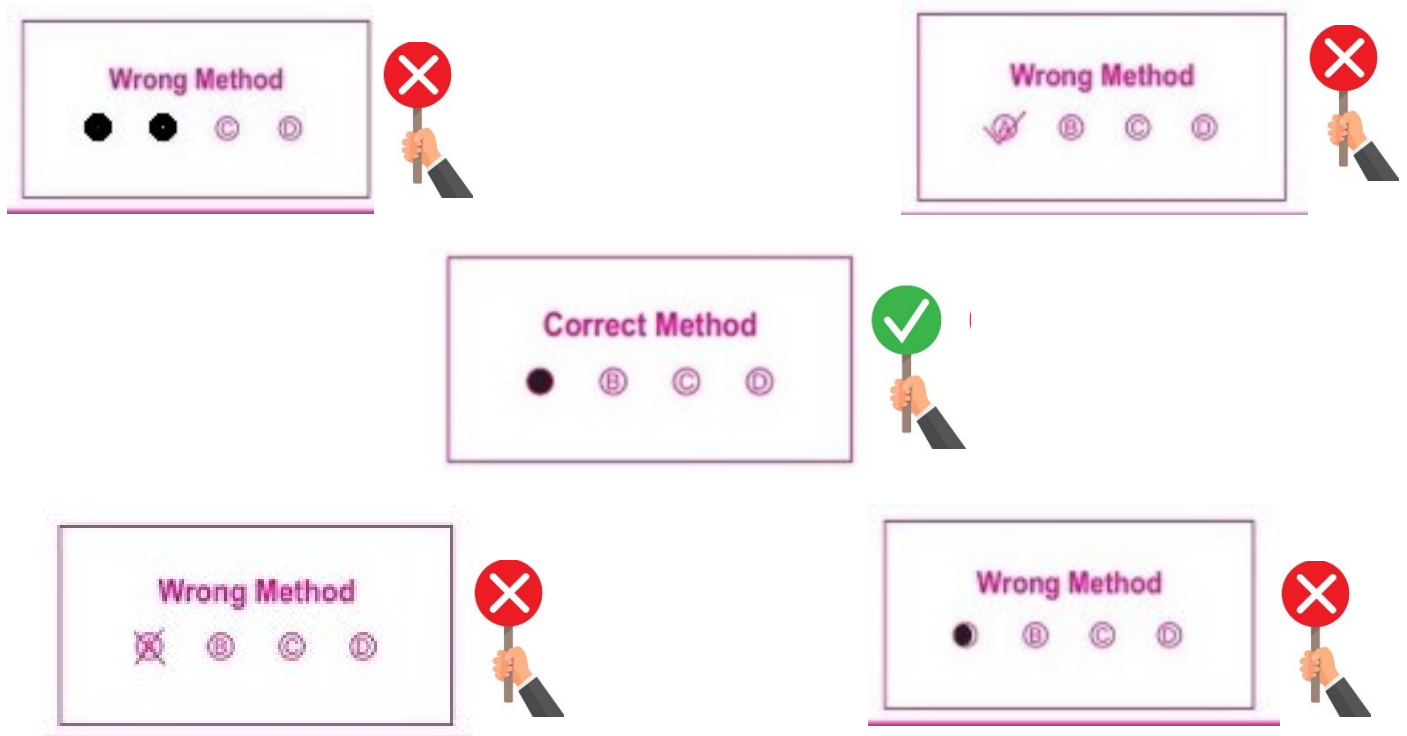 Wrong Method
Ⓒ Ⓓ
Wrong Method
Ⓐ Ⓑ Ⓒ Ⓓ
Correct Method
Ⓑ Ⓒ Ⓓ
Wrong Method
Ⓐ Ⓑ Ⓒ Ⓓ
Wrong Method
Ⓑ Ⓒ Ⓓ